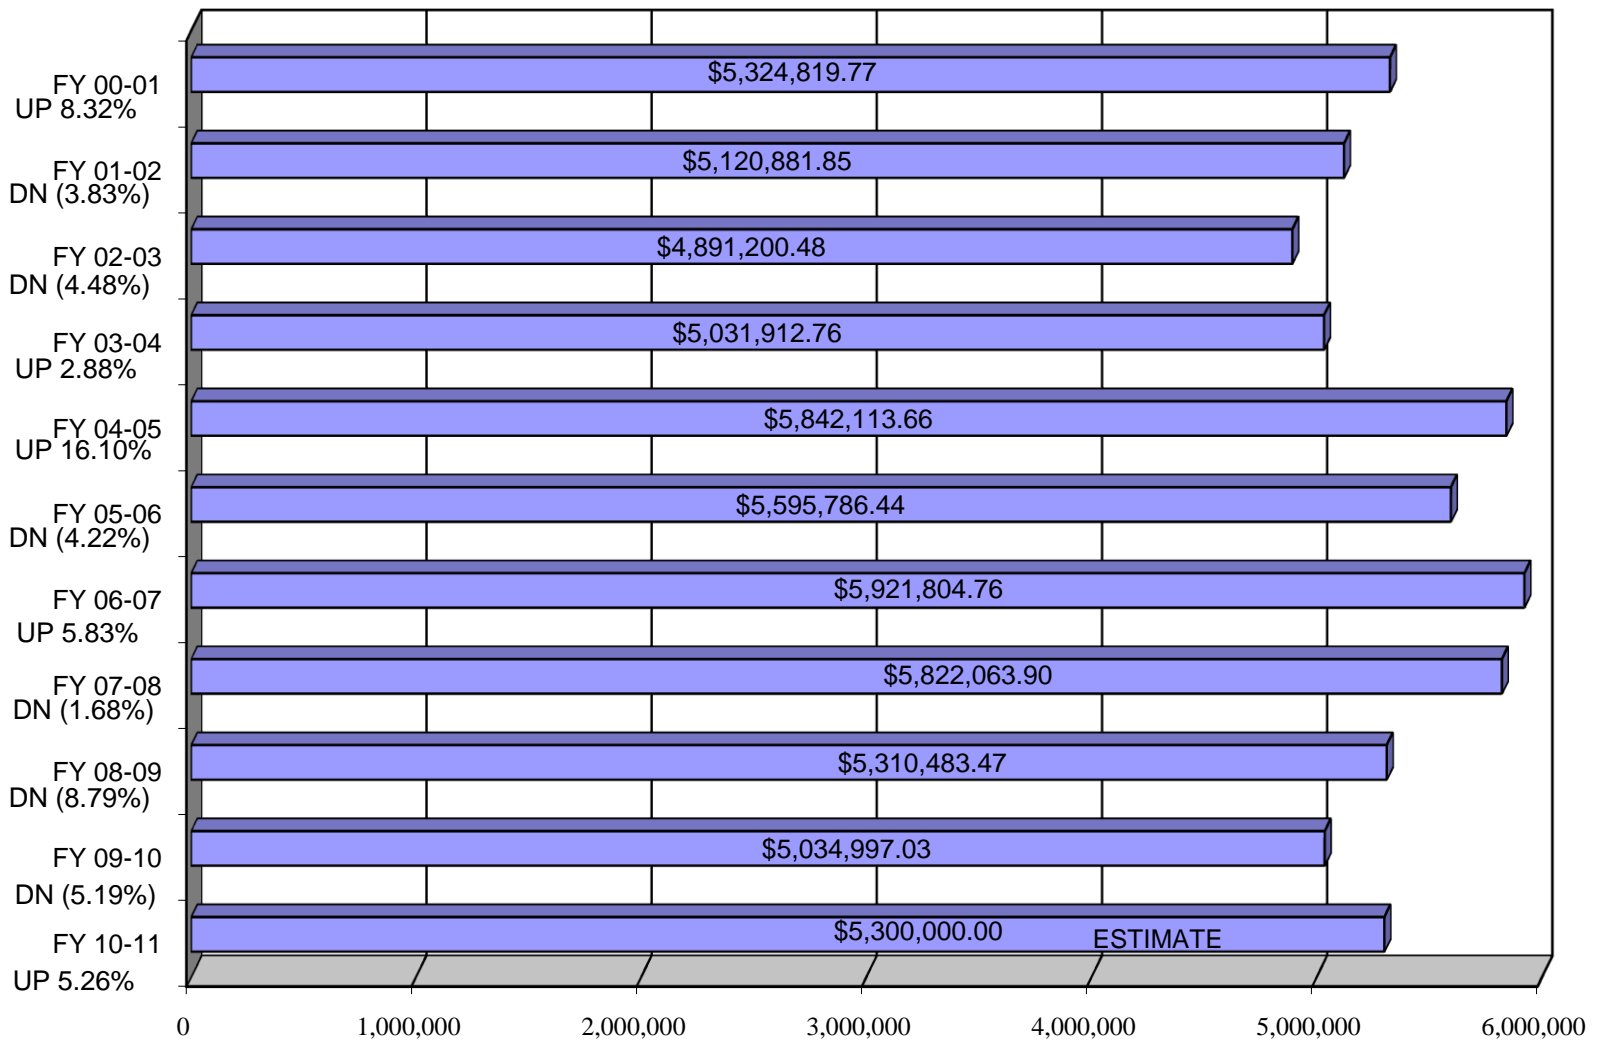 $5,324,819.77
FY 00-01
UP 8.32%
$5,120,881.85
FY 01-02
DN (3.83%)
$4,891,200.48
FY 02-03
DN (4.48%)
$5,031,912.76
FY 03-04
UP 2.88%
$5,842,113.66
FY 04-05
UP 16.10%
$5,595,786.44
FY 05-06
DN (4.22%)
$5,921,804.76
FY 06-07
UP 5.83%
$5,822,063.90
FY 07-08
DN (1.68%)
$5,310,483.47
FY 08-09
DN (8.79%)
$5,034,997.03
FY 09-10
DN (5.19%)
$5,300,000.00 ESTIMATE
FY 10-11
UP 5.26%
0 1,000,000 2,000,000 3,000,000 4,000,000 5,000,000 6,000,000